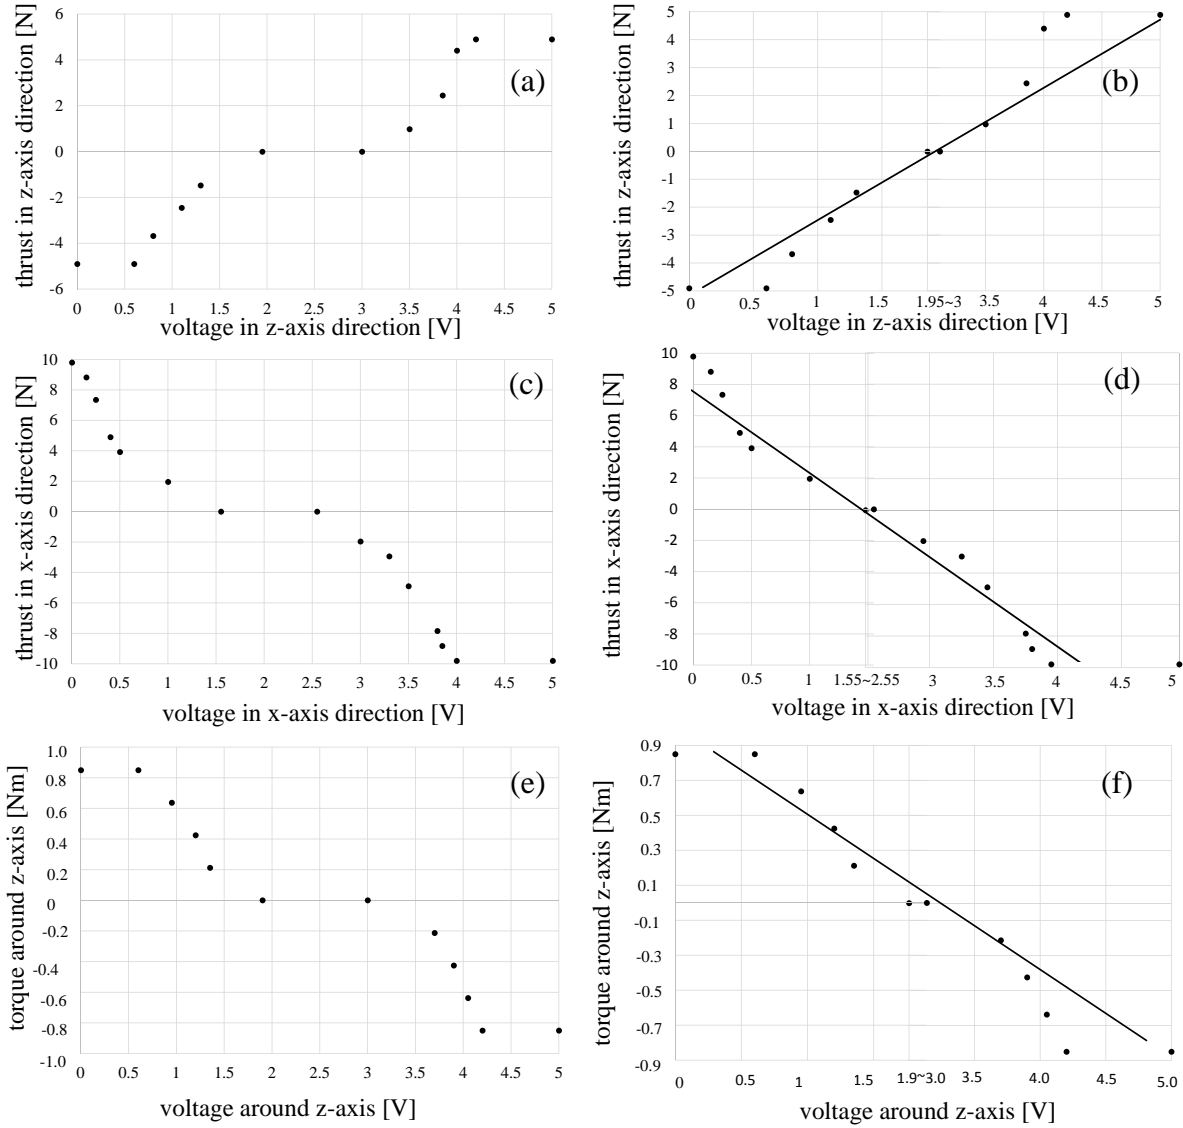 thrust in z-axis direction [N]
6
4
2
0
-2
-4
-6
(a)
0 0.5 1 1.5 2 2.5 3 3.5 4 4.5 5
voltage in z-axis direction [V]
thrust in z-axis direction [N]
5
4
3
2
1
0
-1
-2
-3
-4
-5
(b)
0 1 1.5 1.95~3 3.5 4 4.5 5
voltage in z-axis direction [V]
thrust in x-axis direction [N]
10
8
6
4
2
0
-2
-4
-6
-8
-10
(c)
0 0.5 1 1.5 2 2.5 3 3.5 4 4.5 5
voltage in x-axis direction [V]
thrust in x-axis direction [N]
10
8
6
4
2
0
-2
-4
-6
-8
-10
(d)
0 0.5 1 1.55~2.55 3 3.5 4 4.5 5
voltage in x-axis direction [V]
torque around z-axis [Nm]
1.0
0.8
0.6
0.4
0.2
0
-0.2
-0.4
-0.6
-0.8
-1.0
(e)
0 0.5 1 1.5 2 2.5 3 3.5 4 4.5 5
voltage around z-axis [V]
torque around z-axis [Nm]
0.9
0.7
0.5
0.3
0.1
-0.1
-0.3
-0.5
-0.7
-0.9
(f)
0 0.5 1 1.5 1.9~3.0 3.5 4.0 4.5 5.0
voltage around z-axis [V]